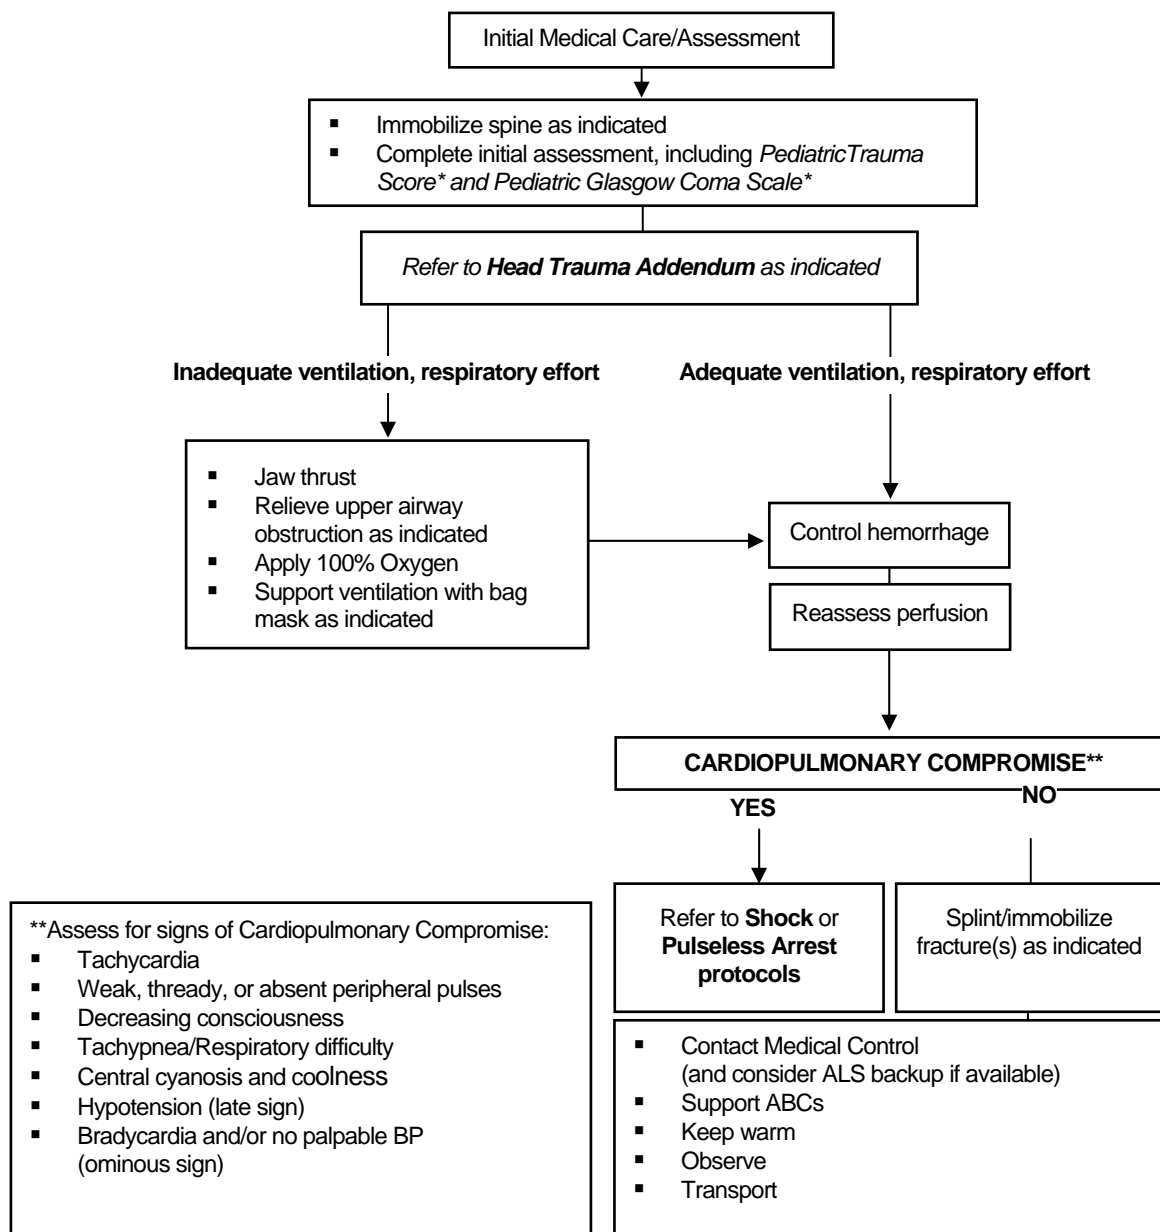 Initial Medical Care/Assessment
▪ Immobilize spine as indicated
▪ Complete initial assessment, including PediatricTrauma
Score* and Pediatric Glasgow Coma Scale*
Refer to Head Trauma Addendum as indicated
Inadequate ventilation, respiratory effort
Adequate ventilation, respiratory effort
▪ Jaw thrust
▪ Relieve upper airway
obstruction as indicated
▪ Apply 100% Oxygen
▪ Support ventilation with bag
mask as indicated
Control hemorrhage
Reassess perfusion
CARDIOPULMONARY COMPROMISE**
YES
NO
Refer to Shock or
Pulseless Arrest
protocols
Splint/immobilize
fracture(s) as indicated
**Assess for signs of Cardiopulmonary Compromise:
▪ Tachycardia
▪ Weak, thready, or absent peripheral pulses
▪ Decreasing consciousness
▪ Tachypnea/Respiratory difficulty
▪ Central cyanosis and coolness
▪ Hypotension (late sign)
▪ Bradycardia and/or no palpable BP
(ominous sign)
▪ Contact Medical Control
(and consider ALS backup if available)
▪ Support ABCs
▪ Keep warm
▪ Observe
▪ Transport